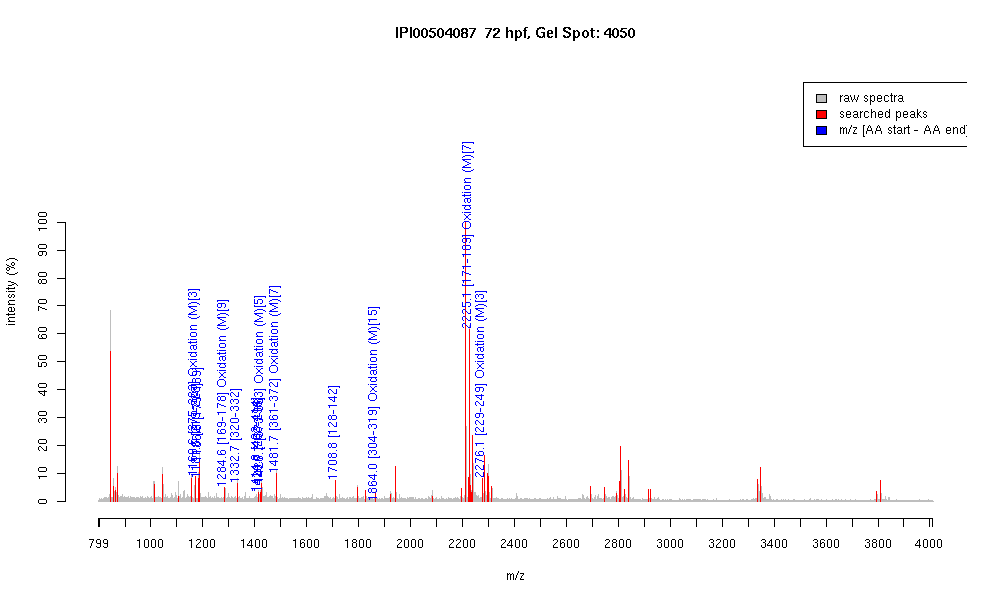 IPI00504087 72 hpf, Gel Spot: 4050
raw spectra
searched peaks
m/z [AA start - AA end]
intensity (%)
100
90
80
70
60
50
40
30
20
10
0
1284.6 [169-178] Oxidation (M)[9]
1332.7 [320-332]
1481.7 [361-372] Oxidation (M)[7]
1708.8 [128-142]
1864.0 [304-319] Oxidation (M)[15]
2225.1 [171-189] Oxidation (M)[7]
2276.1 [229-249] Oxidation (M)[3]
Oxidation (M)[3]
Oxidation (M)[5]
799
1000
1200
1400
1600
1800
2000
2200
2400
2600
2800
3000
3200
3400
3600
3800
4000
m/z